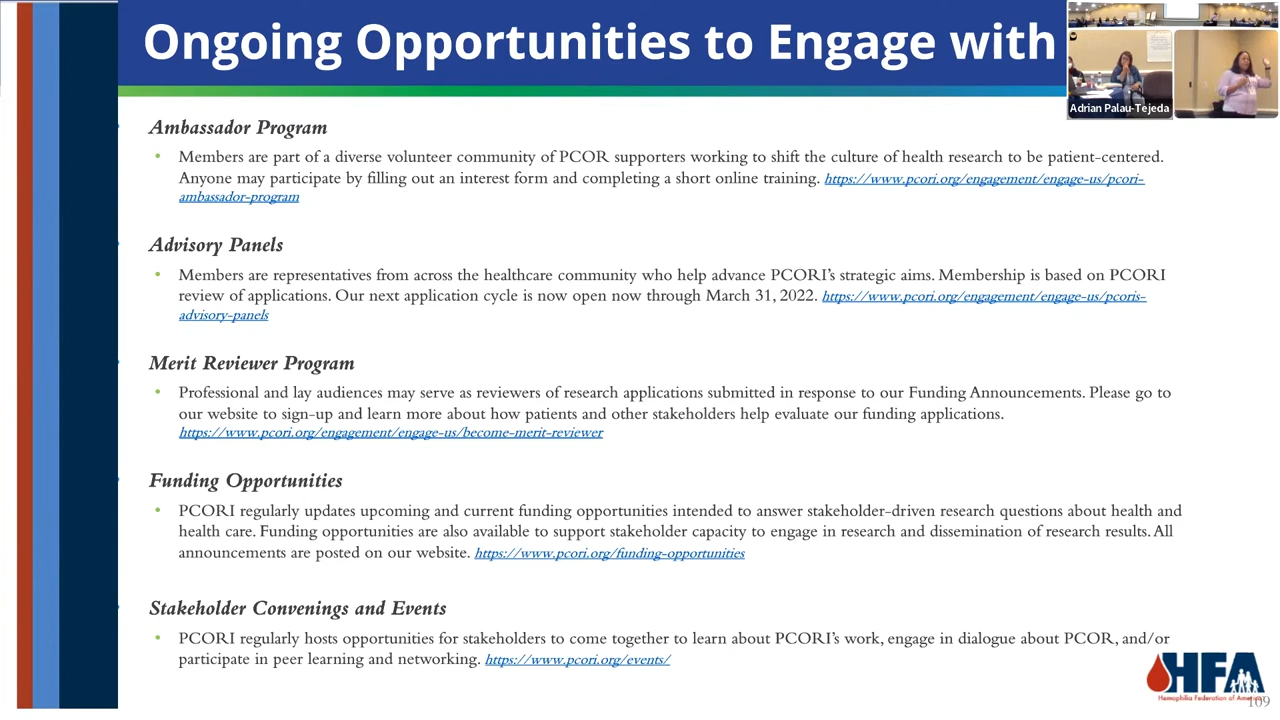 Ongoing Opportunities to Engage with
Adrian Palau-Tejeda
Ambassador Program
• Members are part of a diverse volunteer community of PCOR supporters working to shift the culture of health research to be patient-centered.
Anyone may participate by filling out an interest form and completing a short online training. https://www.pcori.org/engagement/engage-us/pcori-
ambassador-program
Advisory Panels
• Members are representatives from across the healthcare community who help advance PCORI's strategic aims. Membership is based on PCORI
review of applications. Our next application cycle is now open now through March 31, 2022. https://www.pcori.org/engagement/engage-us/pcoris-
advisory-panels
Merit Reviewer Program
• Professional and lay audiences may serve as reviewers of research applications submitted in response to our Funding Announcements. Please go to
our website to sign-up and learn more about how patients and other stakeholders help evaluate our funding applications.
https://www.pcori.org/engagement/engage-us/become-merit-reviewer
Funding Opportunities
• PCORI regularly updates upcoming and current funding opportunities intended to answer stakeholder-driven research questions about health and
health care. Funding opportunities are also available to support stakeholder capacity to engage in research and dissemination of research results. All
announcements are posted on our website. https://www.pcori.org/funding-opportunities
Stakeholder Convenings and Events
• PCORI regularly hosts opportunities for stakeholders to come together to learn about PCORI's work, engage in dialogue about PCOR, and/or
participate in peer learning and networking. https://www.pcori.org/events/
HFA
Hemophilia Federation of America
109